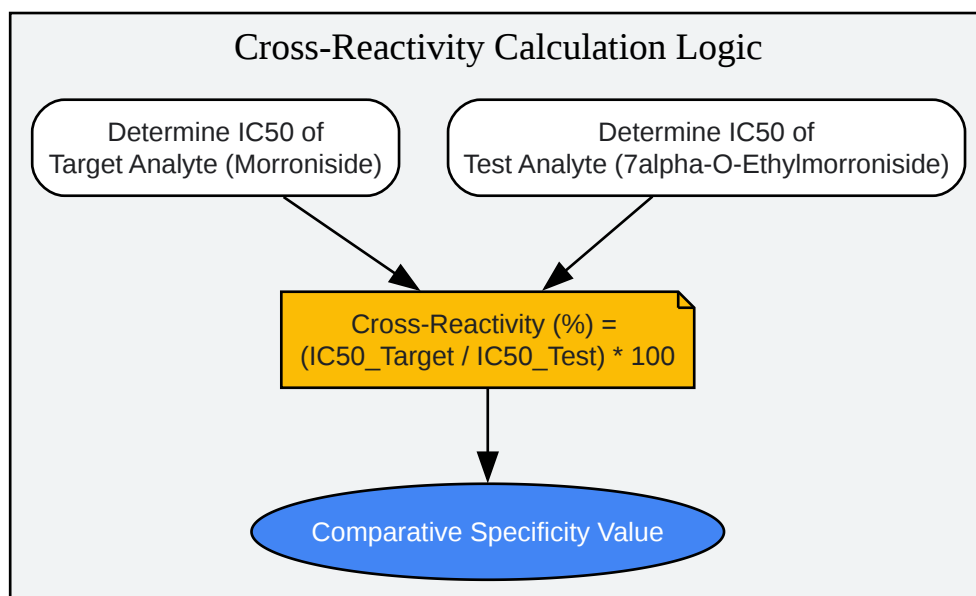 Cross-Reactivity Calculation Logic
Determine IC50 of
Target Analyte (Morroniside)
Determine IC50 of
Test Analyte (7alpha-O-Ethylmorroniside)
Cross-Reactivity (%) =
(IC50_Target / IC50_Test) * 100
Comparative Specificity Value